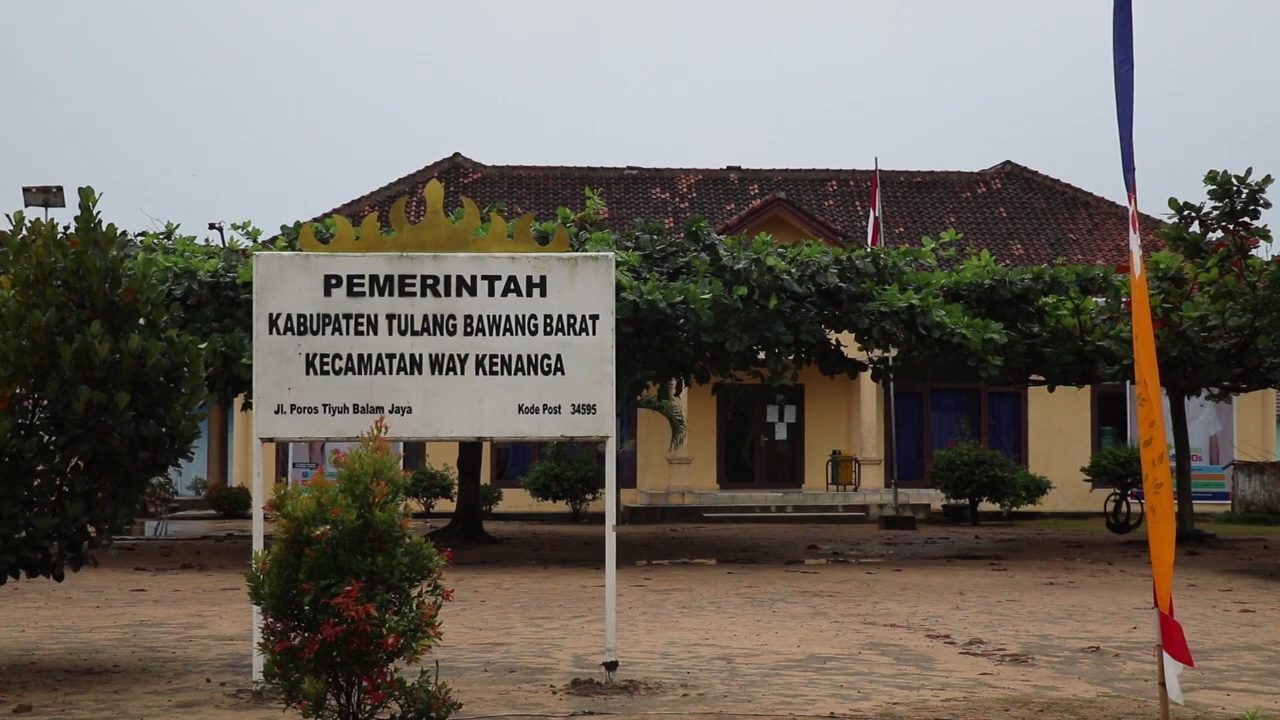 PEMERINTAH
KABUPATEN TULANG BAWANG BARAT
KECAMATAN WAY KENANGA
Jl. Poros Tiyuh Balam Jaya Kode Post 34595